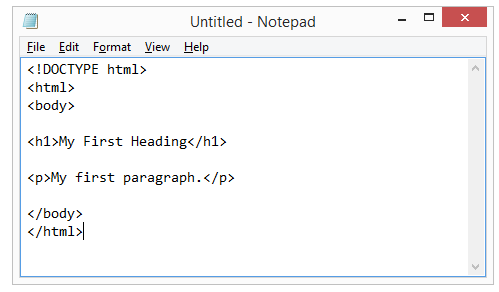 Untitled - Notepad
File Edit Format View Help
<!DOCTYPE html>
<html>
<body>
<h1>My First Heading</h1>
<p>My first paragraph.</p>
</body>
</html>